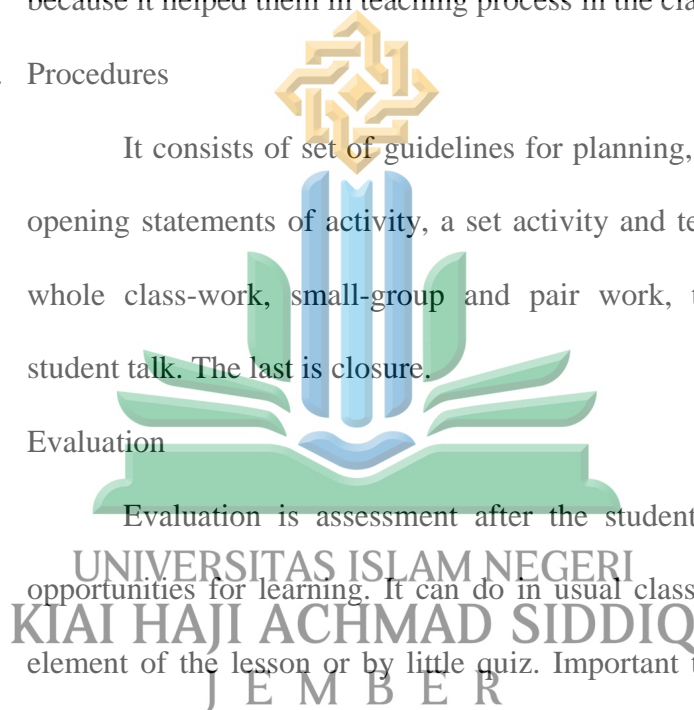 because it helped them in teaching process in the cla
Procedures
It consists of set of guidelines for planning,
opening statements of activity, a set activity and te
whole class-work, small-group and pair work, t
student talk. The last is closure.
Evaluation
Evaluation is assessment after the student
UNIVERSITAS ISLAM NEGERI
opportunities for learning. It can do in usual class
KIAI HAJI ACHMAD SIDDIQ
element of the lesson or by little quiz. Important t
JEMBER